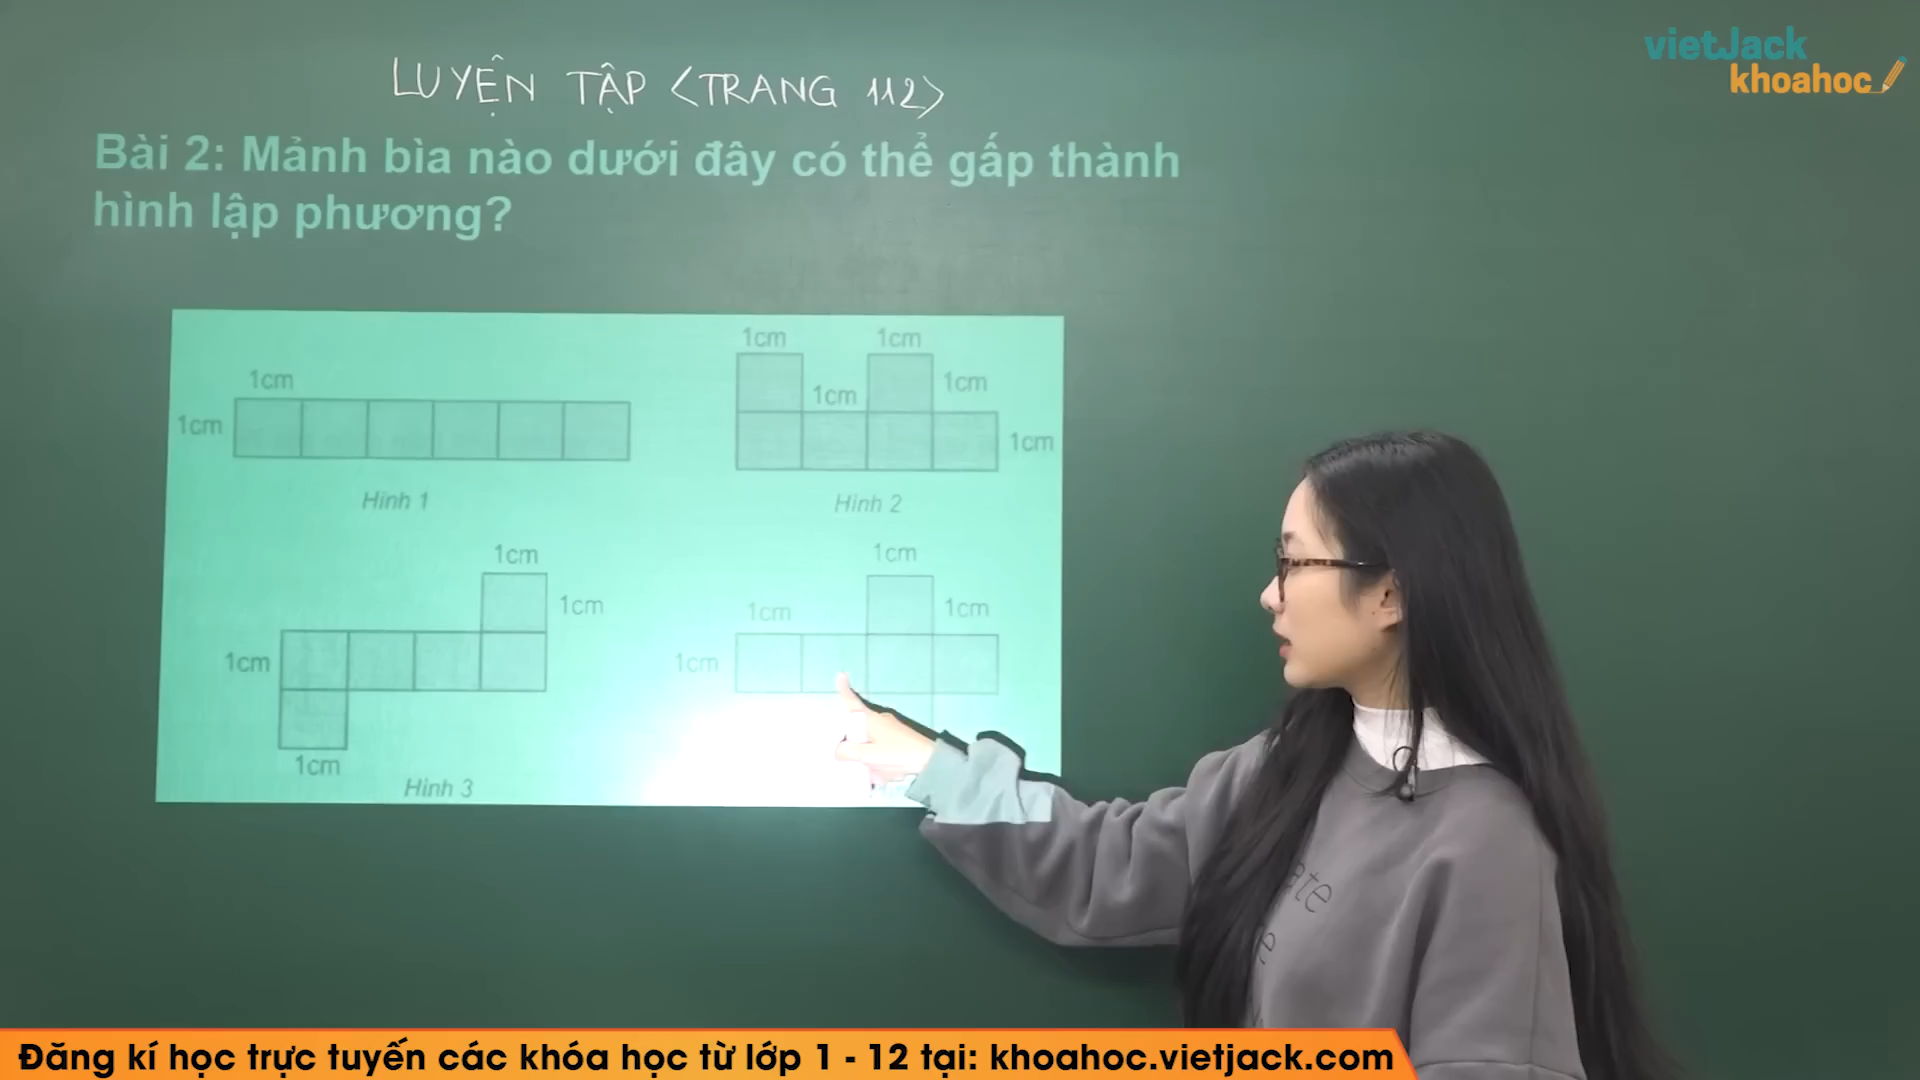 vietJack
khoahoc
LUYỆN TẬP <TRANG 112>
Bài 2: Mảnh bìa nào dưới đây có thể gấp thành
hình lập phương?
1cm
1cm
Hình 1
1cm 1cm
1cm 1cm
1cm
Hình 2
1cm
1cm
1cm
1cm
Hình 3
1cm
1cm 1cm
1cm
Đăng kí học trực tuyến các khóa học từ lớp 1 - 12 tại: khoahoc.vietjack.com